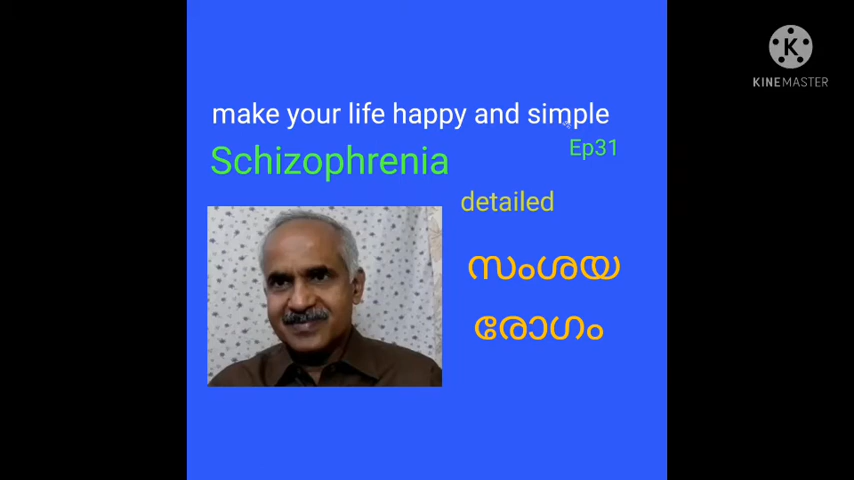 make your life happy and simple
Ep31
Schizophrenia
detailed
സംശയ
രോഗം
K
KINEMASTER